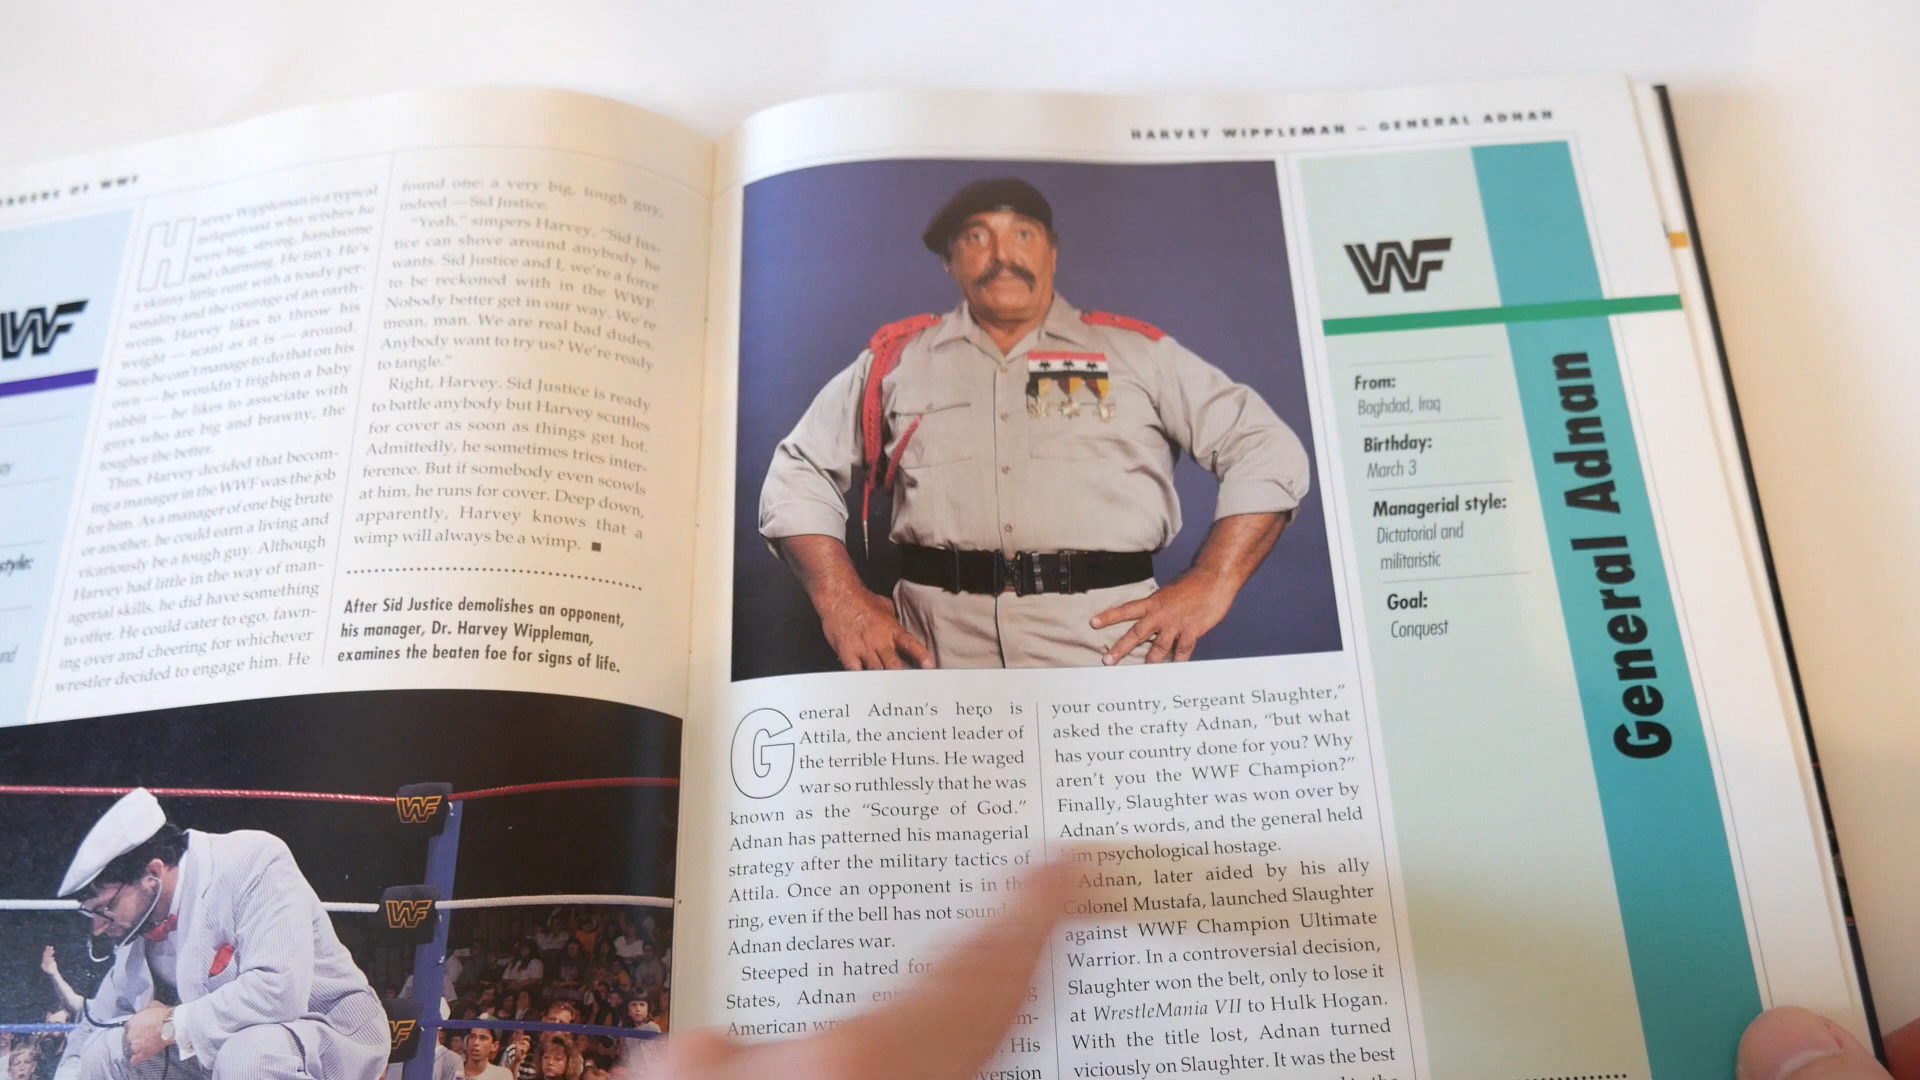 HARVEY WIPPLEMAN – GENERAL ADNAN
OF WWF
Harvey Wippleman is a typical
milquetoast who wishes he
were big, strong, handsome
and charming. He isn't. He's
a skinny little runt with a toady per-
sonality and the courage of an earth-
worm. Harvey likes to throw his
weight — scant as it is — around.
Since he can't manage to do that on his
own — he wouldn't frighten a baby
rabbit — he likes to associate with
guys who are big and brawny, the
tougher the better.
Thus, Harvey decided that becom-
ing a manager in the WWF was the job
for him. As a manager of one big brute
or another, he could earn a living and
vicariously be a tough guy. Although
Harvey had little in the way of man-
agerial skills, he did have something
to offer. He could cater to ego, fawn-
ing over and cheering for whichever
wrestler decided to engage him. He
found one: a very big, tough guy,
indeed — Sid Justice.
"Yeah," simpers Harvey, "Sid Jus-
tice can shove around anybody he
wants. Sid Justice and I, we're a force
to be reckoned with in the WWF.
Nobody better get in our way. We're
mean, man. We are real bad dudes.
Anybody want to try us? We're ready
to tangle."
Right, Harvey. Sid Justice is ready
to battle anybody but Harvey scuttles
for cover as soon as things get hot.
Admittedly, he sometimes tries inter-
ference. But if somebody even scowls
at him, he runs for cover. Deep down,
apparently, Harvey knows that a
wimp will always be a wimp. ■
After Sid Justice demolishes an opponent,
his manager, Dr. Harvey Wippleman,
examines the beaten foe for signs of life.
WF
style:
WF
WF
WF
General Adnan's hero is
Attila, the ancient leader of
the terrible Huns. He waged
war so ruthlessly that he was
known as the "Scourge of God."
Adnan has patterned his managerial
strategy after the military tactics of
Attila. Once an opponent is in the
ring, even if the bell has not sound
Adnan declares war.
Steeped in hatred for
States, Adnan
American
His
version
your country, Sergeant Slaughter,"
asked the crafty Adnan, "but what
has your country done for you? Why
aren't you the WWF Champion?"
Finally, Slaughter was won over by
Adnan's words, and the general held
him psychological hostage.
Adnan, later aided by his ally
Colonel Mustafa, launched Slaughter
against WWF Champion Ultimate
Warrior. In a controversial decision,
Slaughter won the belt, only to lose it
at WrestleMania VII to Hulk Hogan.
With the title lost, Adnan turned
viciously on Slaughter. It was the best
WF
From:
Baghdad, Iraq
Birthday:
March 3
Managerial style:
Dictatorial and
militaristic
Goal:
Conquest
General Adnan